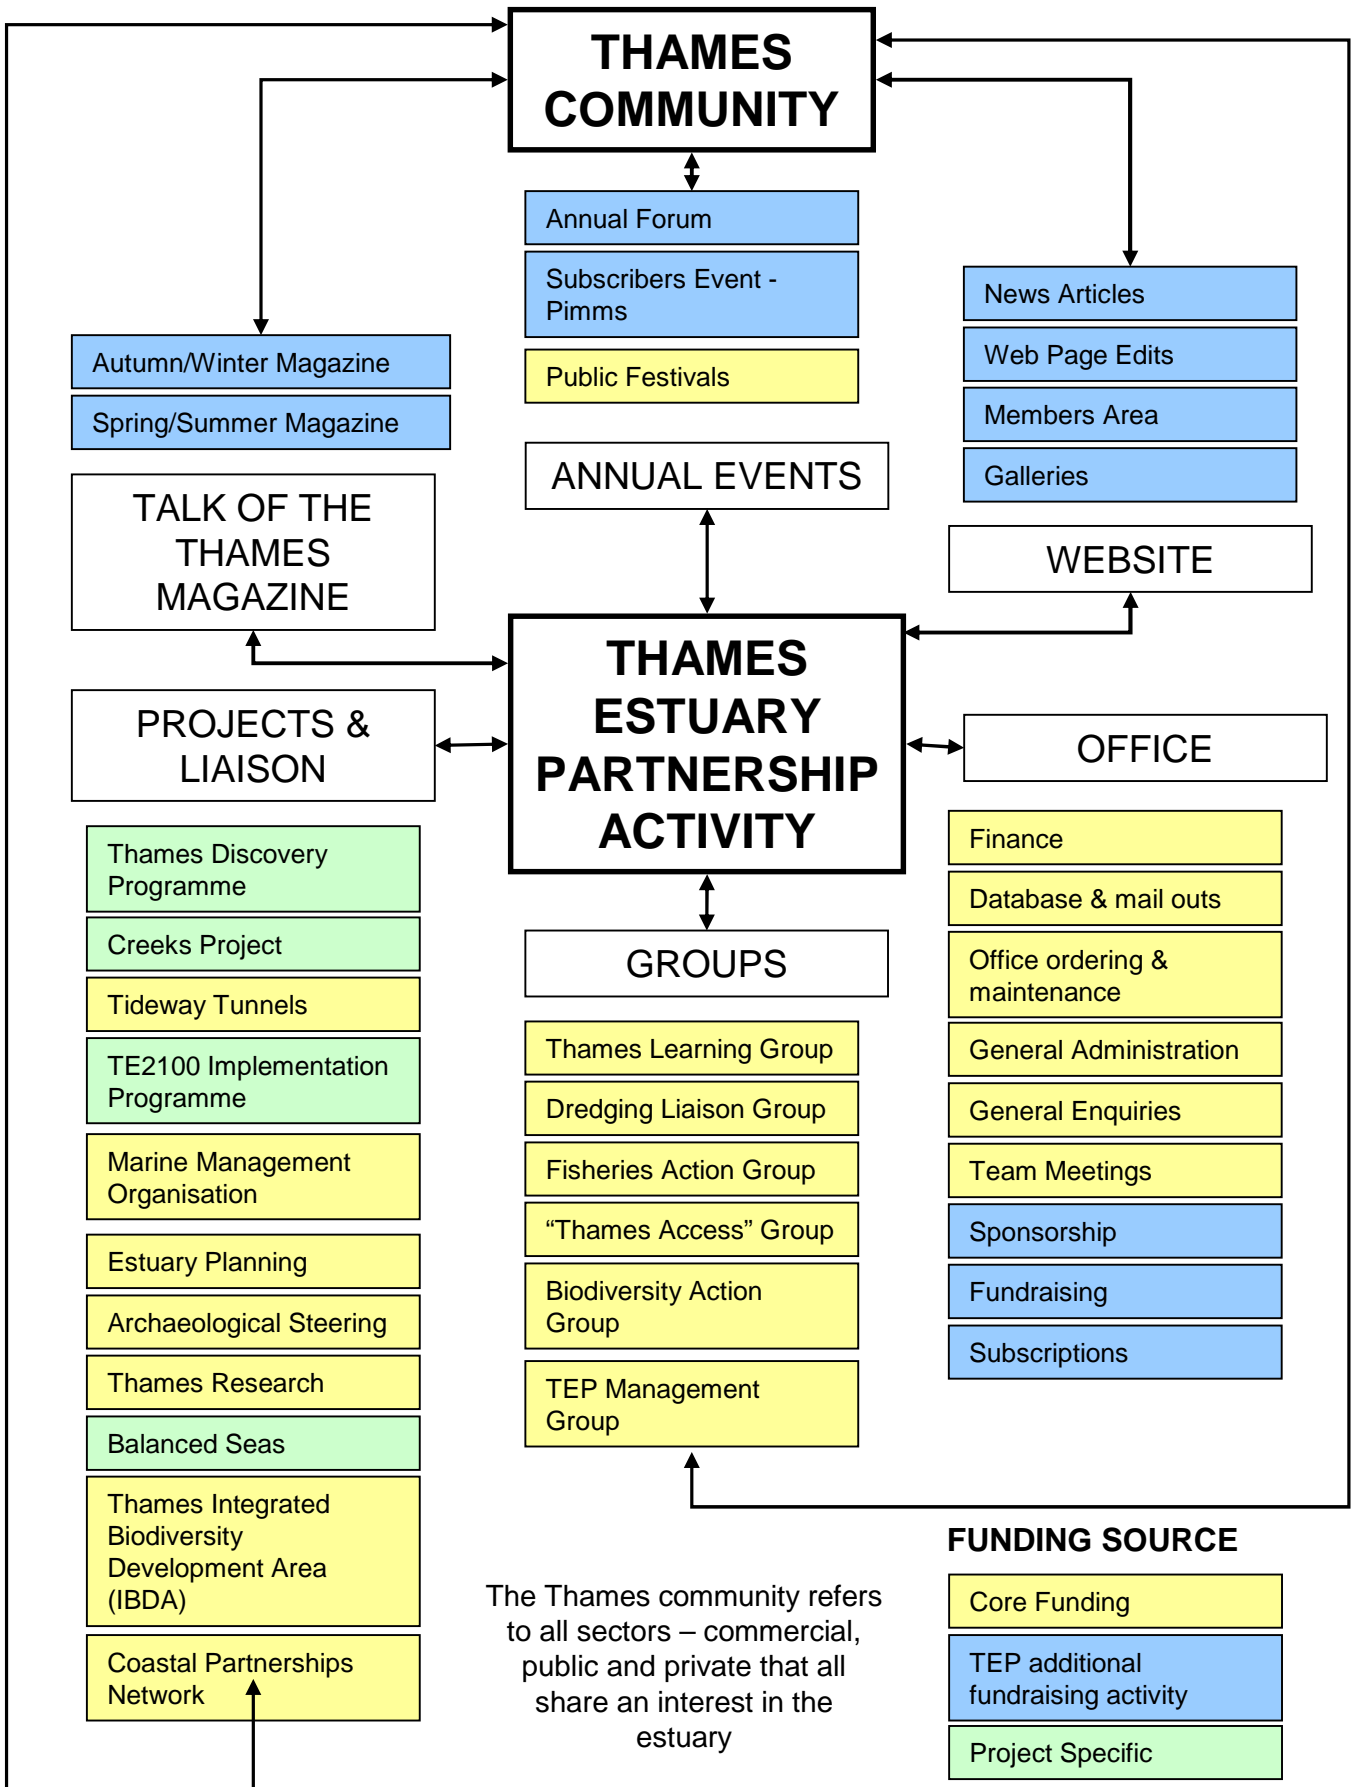 THAMES
COMMUNITY
Annual Forum
Subscribers Event -
Pimms
Public Festivals
News Articles
Web Page Edits
Members Area
Galleries
Autumn/Winter Magazine
Spring/Summer Magazine
ANNUAL EVENTS
TALK OF THE
THAMES
MAGAZINE
WEBSITE
THAMES
ESTUARY
PARTNERSHIP
ACTIVITY
PROJECTS &
LIAISON
OFFICE
Thames Discovery
Programme
Creeks Project
Tideway Tunnels
TE2100 Implementation
Programme
Marine Management
Organisation
Estuary Planning
Archaeological Steering
Thames Research
Balanced Seas
Thames Integrated
Biodiversity
Development Area
(IBDA)
Coastal Partnerships
Network
GROUPS
Thames Learning Group
Dredging Liaison Group
Fisheries Action Group
“Thames Access” Group
Biodiversity Action
Group
TEP Management
Group
Finance
Database & mail outs
Office ordering &
maintenance
General Administration
General Enquiries
Team Meetings
Sponsorship
Fundraising
Subscriptions
The Thames community refers
to all sectors – commercial,
public and private that all
share an interest in the
estuary
FUNDING SOURCE
Core Funding
TEP additional
fundraising activity
Project Specific